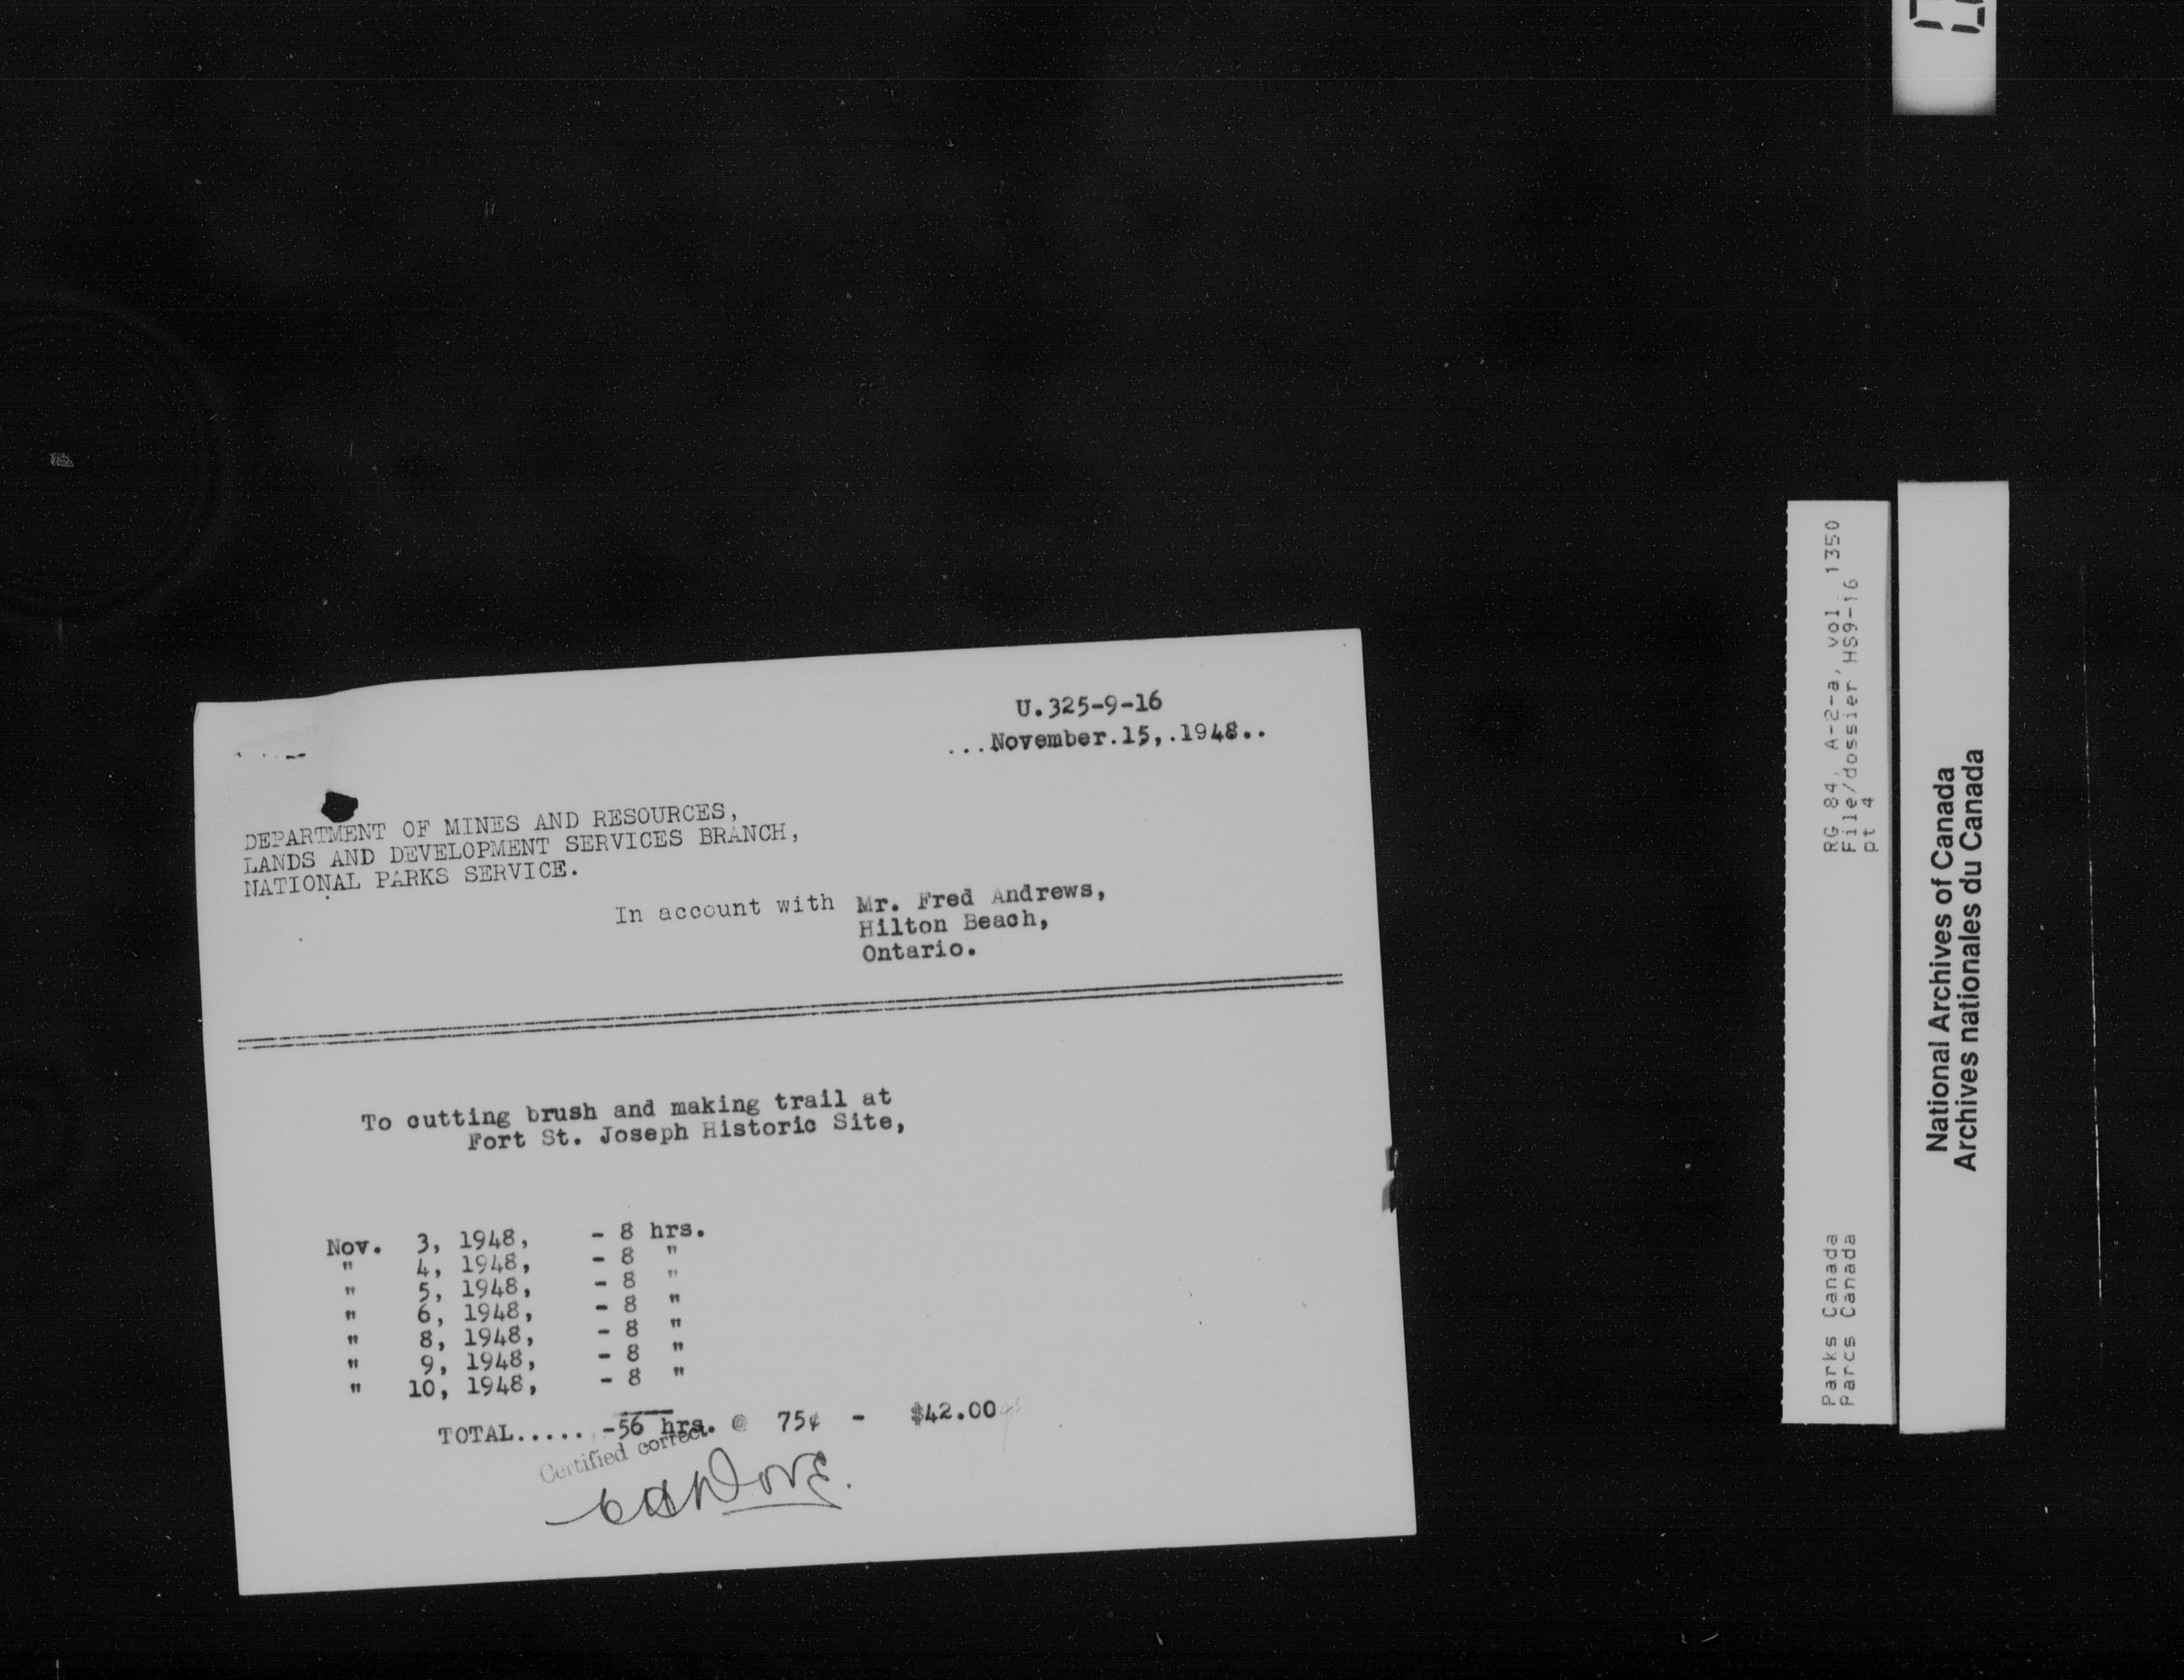 U.325-9-16
...November.15,.1948..
DEPARTMENT OF MINES AND RESOURCES,
LANDS AND DEVELOPMENT SERVICES BRANCH,
NATIONAL PARKS SERVICE.
In account with Mr. Fred Andrews,
Hilton Beach,
Ontario.
To cutting brush and making trail at
Fort St. Joseph Historic Site,
Nov. 3, 1948, - 8 hrs.
" 4, 1948, - 8 "
" 5, 1948, - 8 "
" 6, 1948, - 8 "
" 8, 1948, - 8 "
" 9, 1948, - 8 "
" 10, 1948, - 8 "
TOTAL..... -56 hrs. @ 75¢ - $42.00
Certified correct.
RG 84, A-2-a, vol. 1350
File/dossier HS9-16
pt 4
Parks Canada
Parcs Canada
National Archives of Canada
Archives nationales du Canada